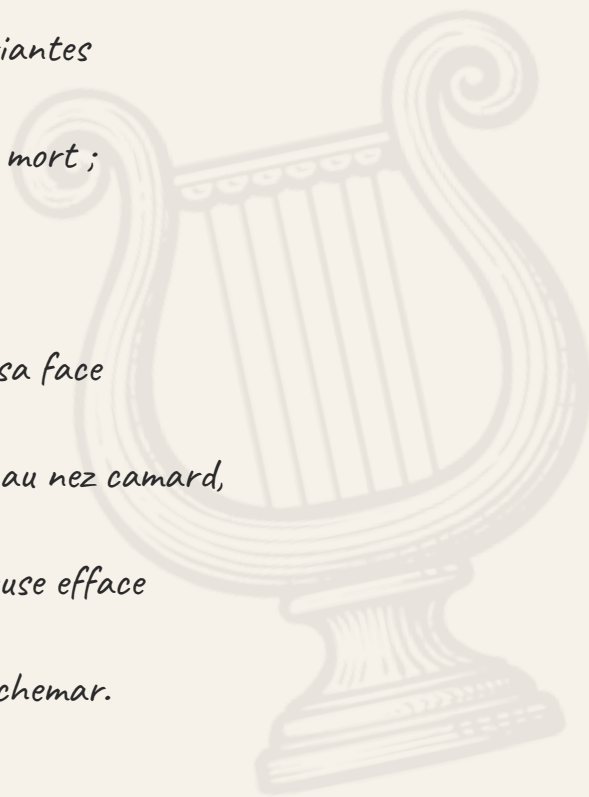 iantes
mort ;
sa face
au nez camard,
use efface
chemar.